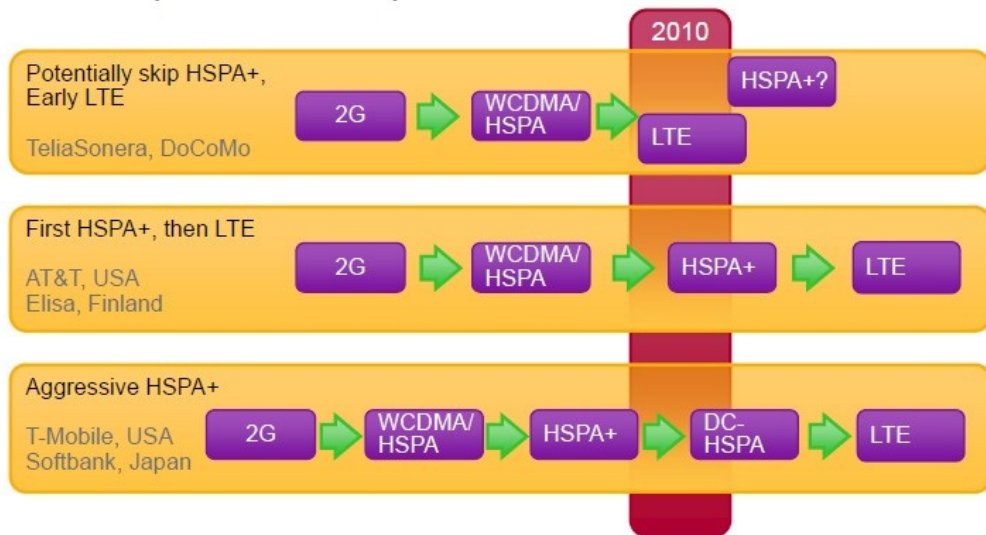 2010
Potentially skip HSPA+,
Early LTE
TeliaSonera, DoCoMo
2G
WCDMA/
HSPA
LTE
HSPA+?
First HSPA+, then LTE
AT&T, USA
Elisa, Finland
2G
WCDMA/
HSPA
HSPA+
LTE
Aggressive HSPA+
T-Mobile, USA
Softbank, Japan
2G
WCDMA/
HSPA
HSPA+
DC-
HSPA
LTE